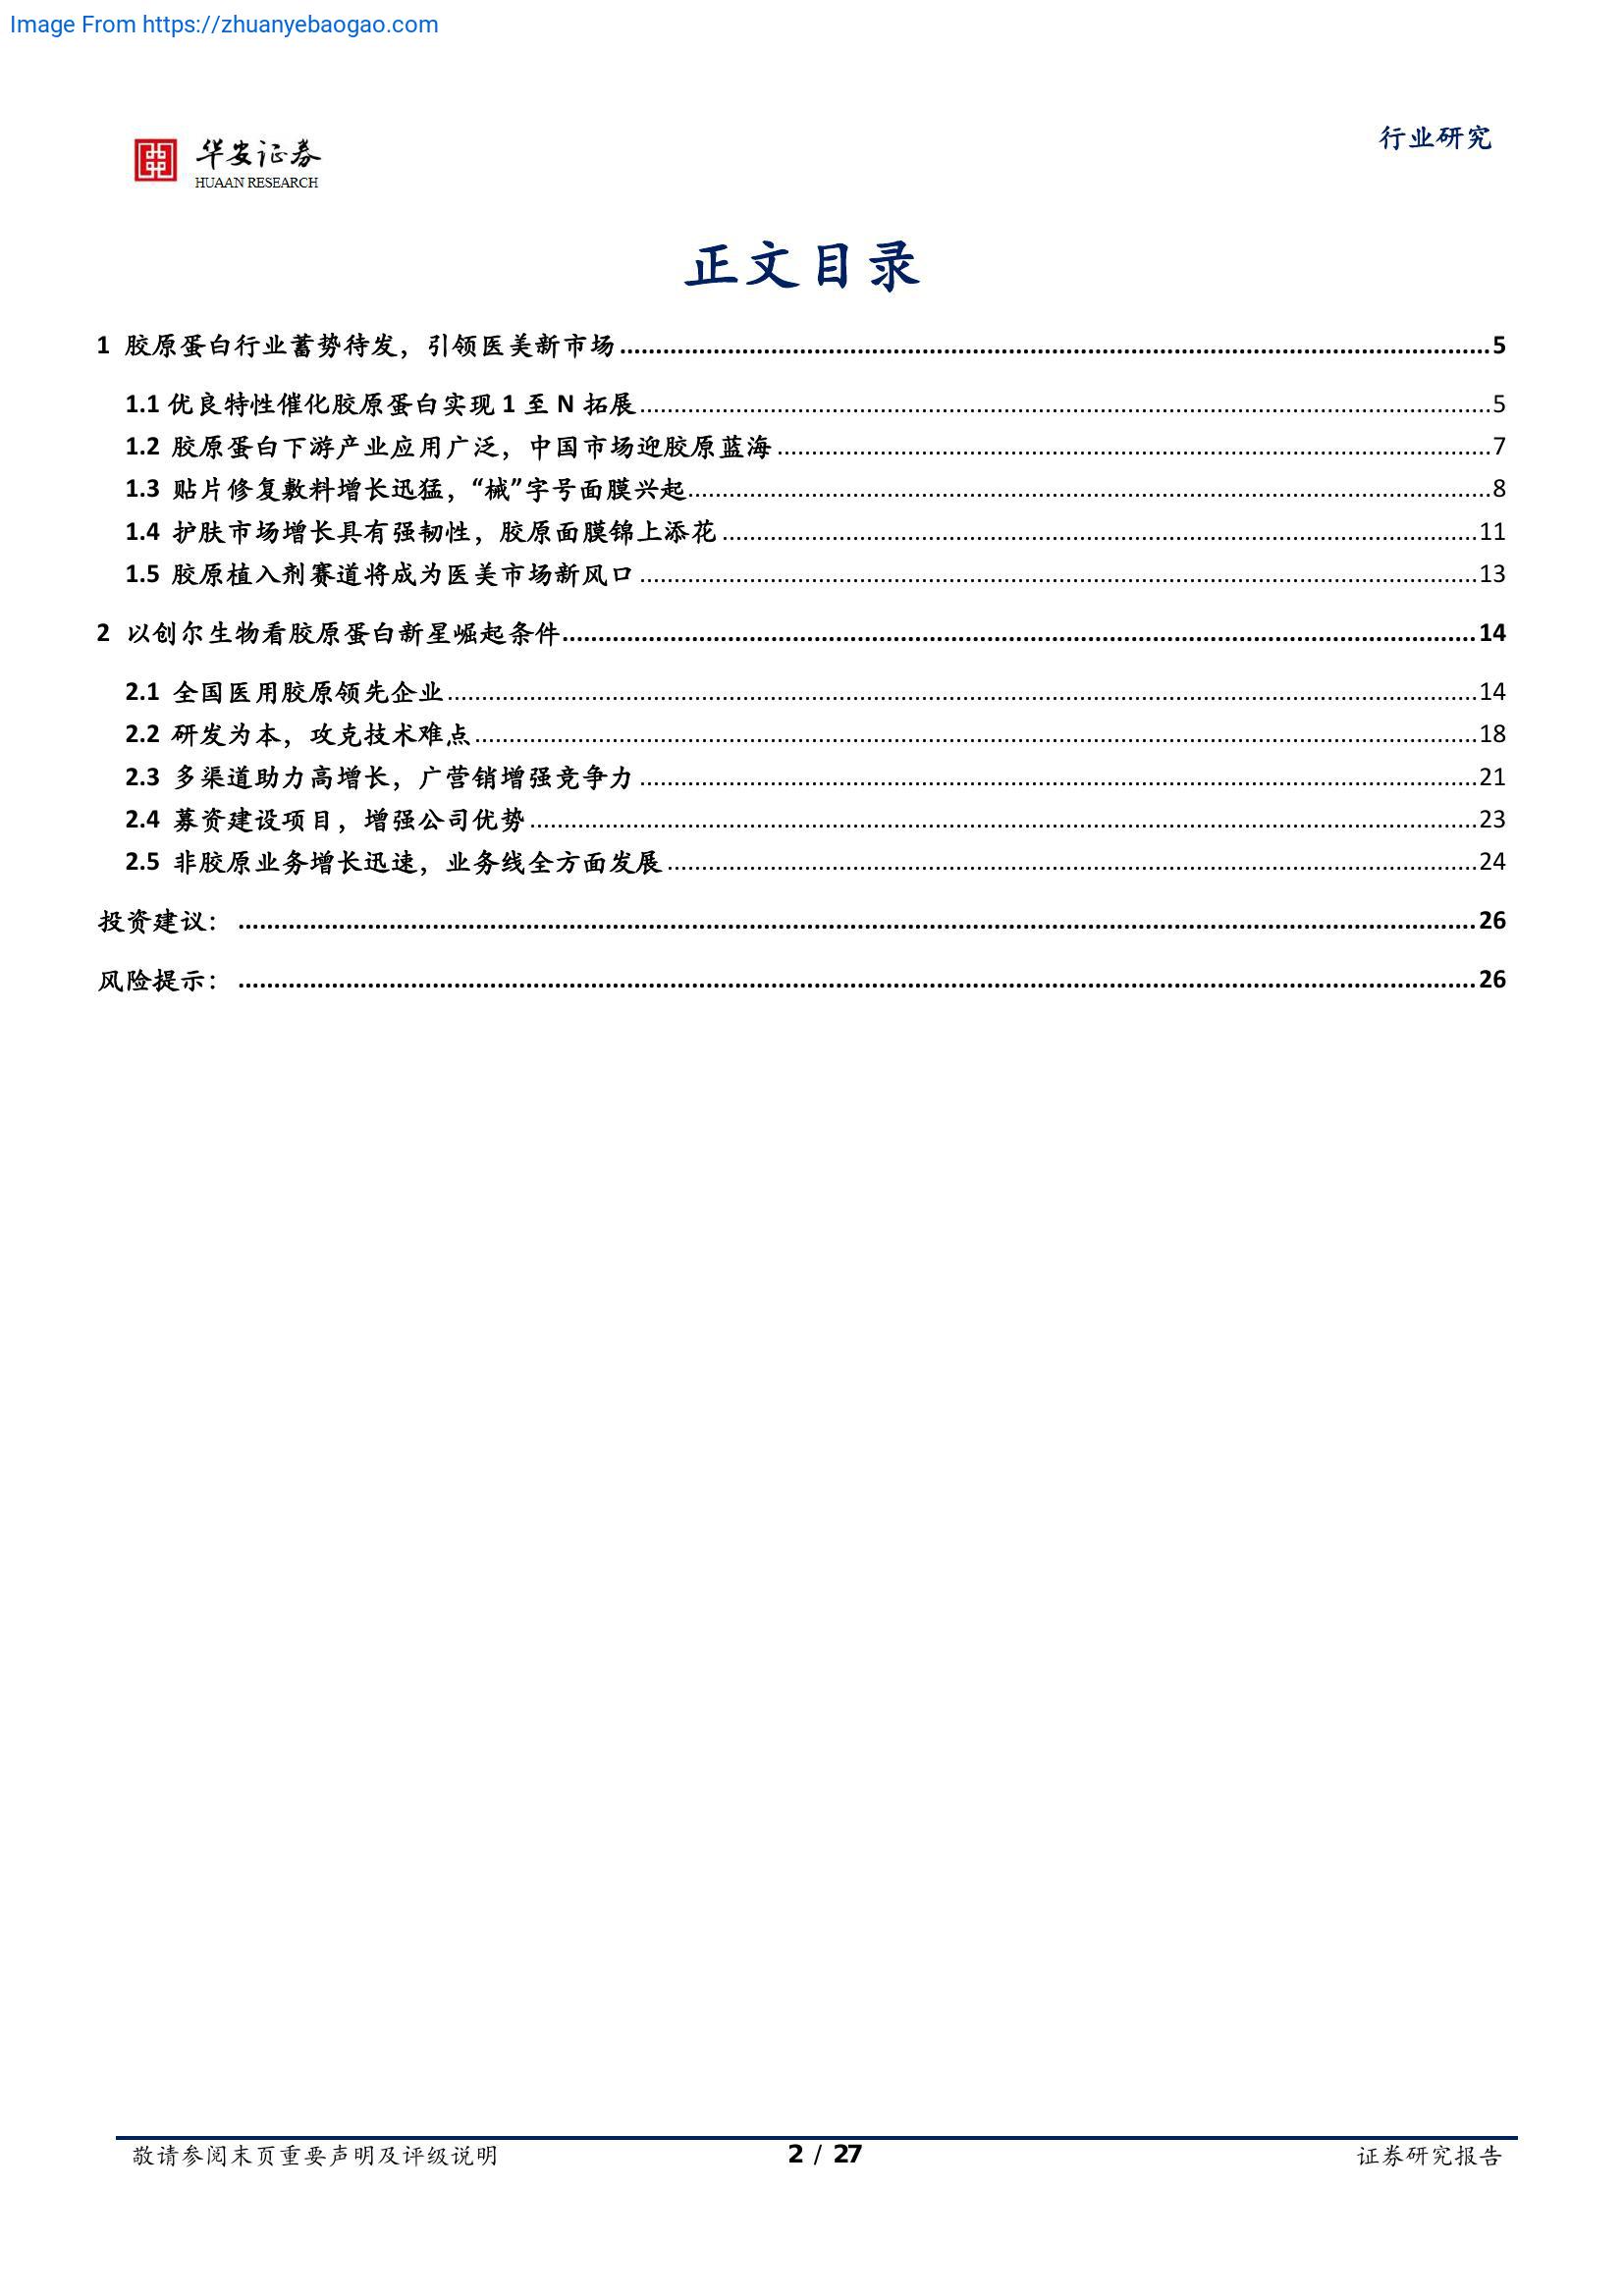 Image From https://zhuanyebaogao.com
华安证券
HUAAN RESEARCH
行业研究
正文目录
1 胶原蛋白行业蓄势待发，引领医美新市场........................5
1.1 优良特性催化胶原蛋白实现 1 至 N 拓展........................5
1.2 胶原蛋白下游产业应用广泛，中国市场迎胶原蓝海........................7
1.3 贴片修复敷料增长迅猛，“械”字号面膜兴起........................8
1.4 护肤市场增长具有强韧性，胶原面膜锦上添花........................11
1.5 胶原植入剂赛道将成为医美市场新风口........................13
2 以创尔生物看胶原蛋白新星崛起条件........................14
2.1 全国医用胶原领先企业........................14
2.2 研发为本，攻克技术难点........................18
2.3 多渠道助力高增长，广营销增强竞争力........................21
2.4 募资建设项目，增强公司优势........................23
2.5 非胶原业务增长迅速，业务线全方面发展........................24
投资建议：........................26
风险提示：........................26
敬请参阅末页重要声明及评级说明
2 / 27
证券研究报告